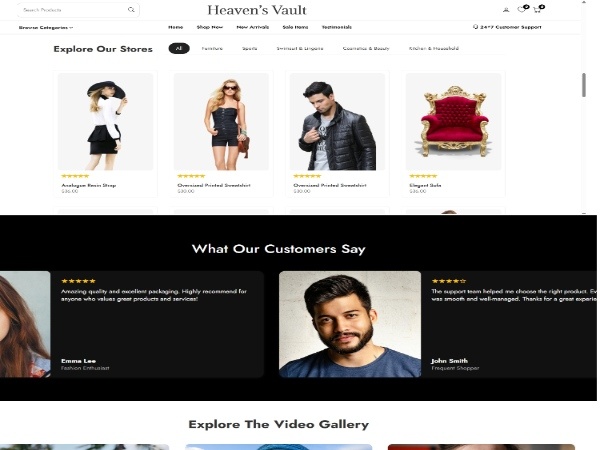 Search Products
Heaven's Vault
0
0
Browse Categories
Home Shop Now New Arrivals Sale Items Testimonials
24*7 Customer Support
Explore Our Stores
All Furniture Sports Swimsuit & Lingerie Cosmetics & Beauty Kitchen & Household
Analogue Resin Strap
$30.00
Oversized Printed Sweatshirt
$30.00
Oversized Printed Sweatshirt
$30.00
Elegant Sofa
$30.00
What Our Customers Say
Amazing quality and excellent packaging. Highly recommend for
anyone who values great products and services!
Emma Lee
Fashion Enthusiast
The support team helped me choose the right product.
was smooth and well-managed. Thanks for a great
John Smith
Frequent Shopper
Explore The Video Gallery